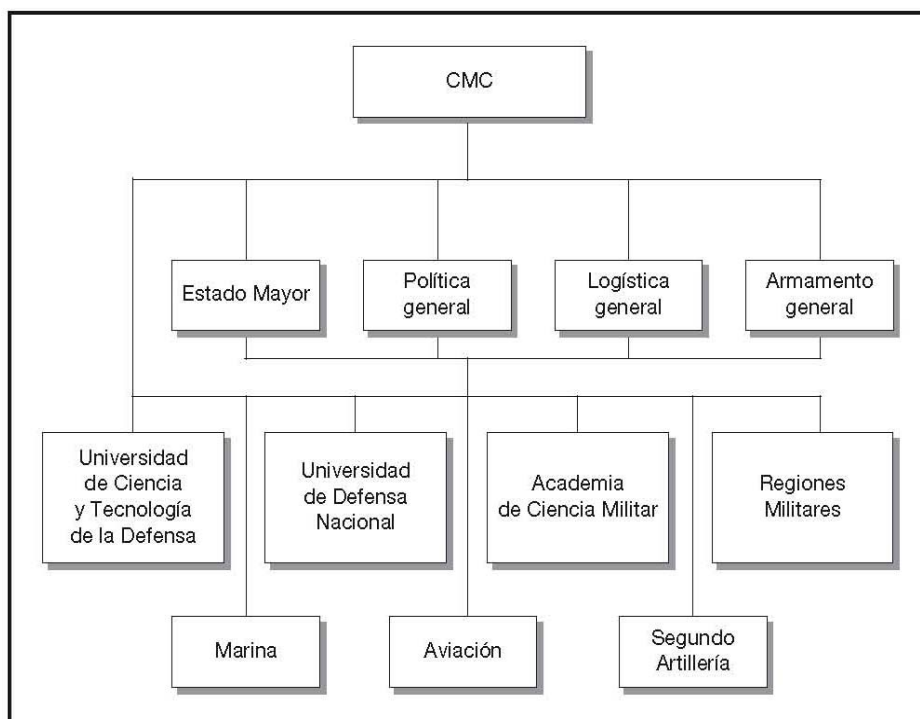 CMC
Estado Mayor
Política
general
Logística
general
Armamento
general
Universidad
de Ciencia
y Tecnología
de la Defensa
Universidad
de Defensa
Nacional
Academia
de Ciencia Militar
Regiones
Militares
Marina
Aviación
Segundo
Artillería